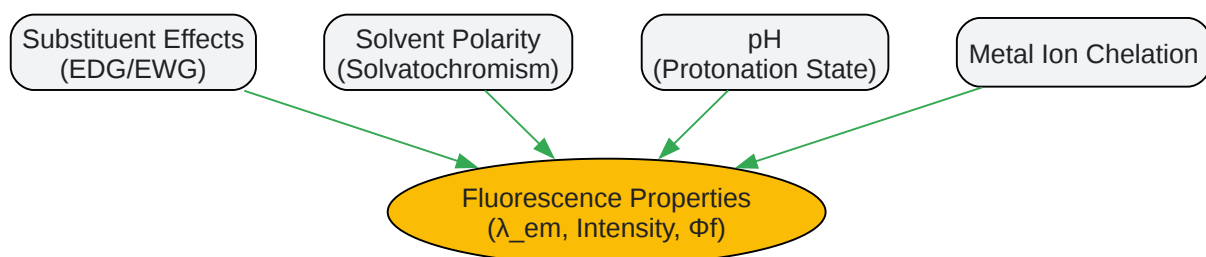 Substituent Effects
(EDG/EWG)
Solvent Polarity
(Solvatochromism)
pH
(Protonation State)
Metal Ion Chelation
Fluorescence Properties
(λ_em, Intensity, Φf)